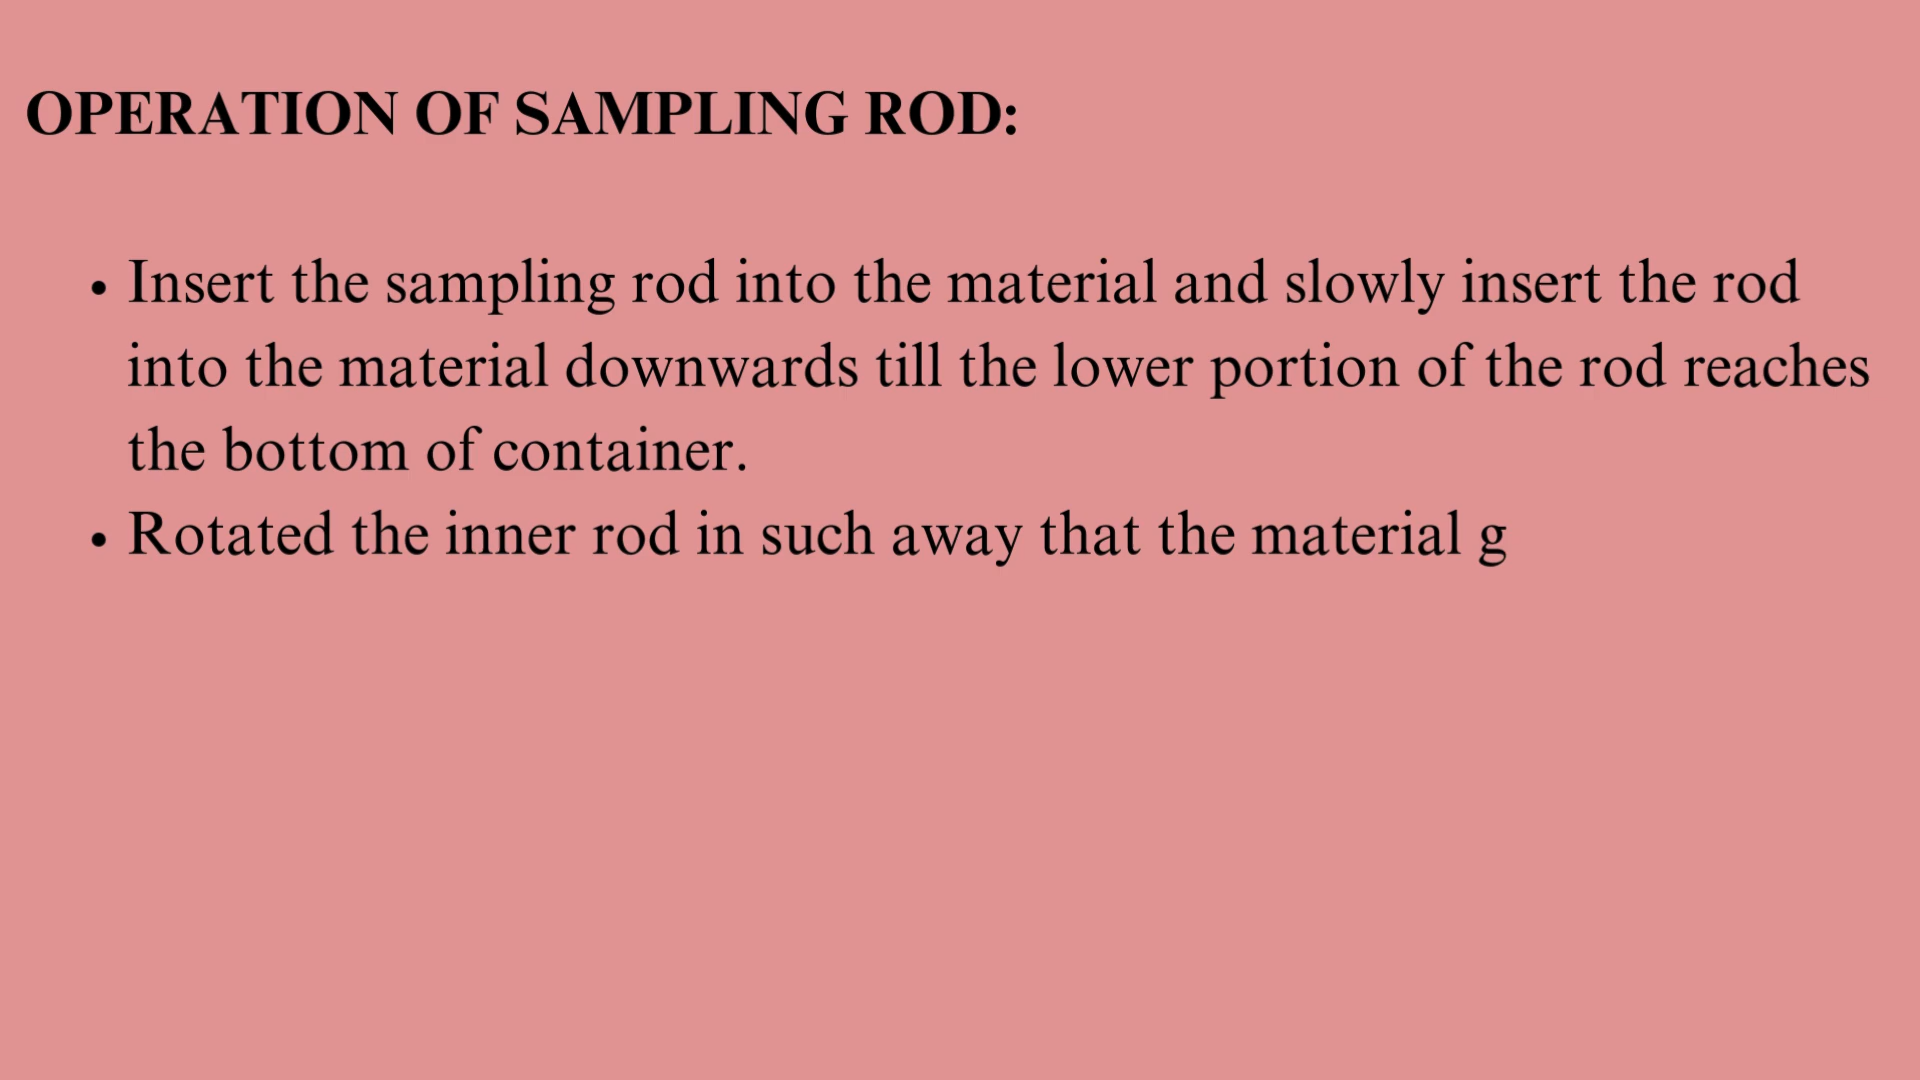 OPERATION OF SAMPLING ROD:
• Insert the sampling rod into the material and slowly insert the rod
into the material downwards till the lower portion of the rod reaches
the bottom of container.
• Rotated the inner rod in such away that the material g